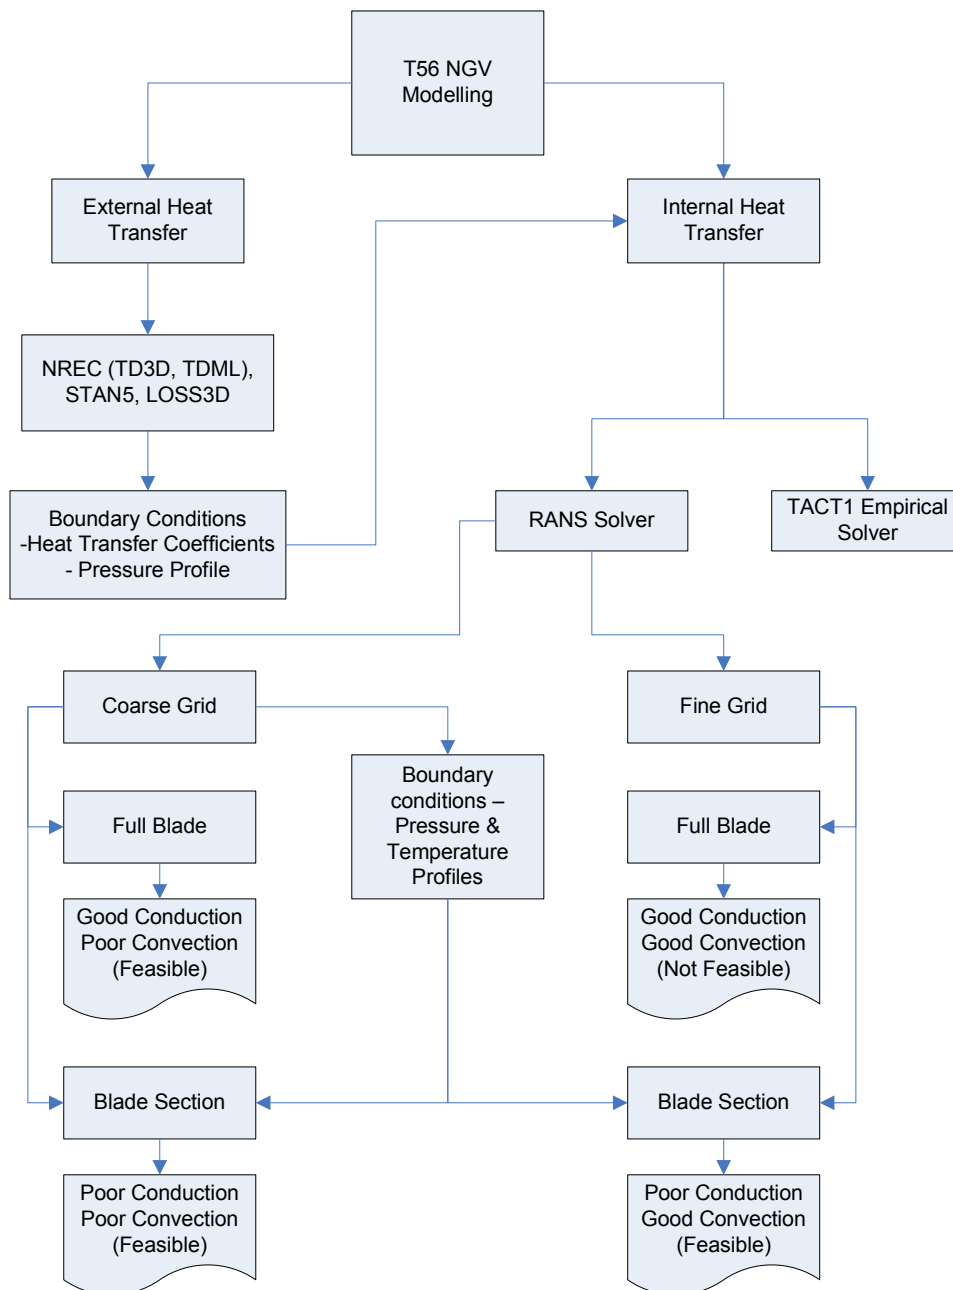 T56 NGV
Modelling
External Heat
Transfer
Internal Heat
Transfer
NREC (TD3D, TDML),
STAN5, LOSS3D
Boundary Conditions
-Heat Transfer Coefficients
- Pressure Profile
RANS Solver
TACT1 Empirical
Solver
Coarse Grid
Fine Grid
Boundary
conditions –
Pressure &
Temperature
Profiles
Full Blade
Full Blade
Good Conduction
Poor Convection
(Feasible)
Good Conduction
Good Convection
(Not Feasible)
Blade Section
Blade Section
Poor Conduction
Poor Convection
(Feasible)
Poor Conduction
Good Convection
(Feasible)